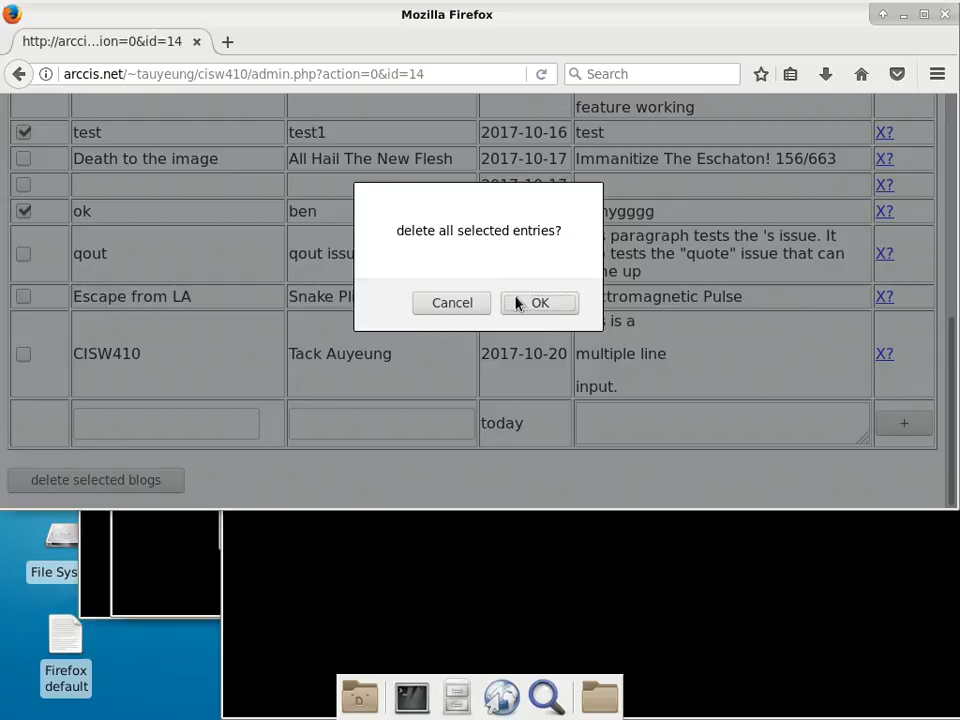 Mozilla Firefox
http://arcci...ion=0&id=14
arccis.net/~tauyeung/cisw410/admin.php?action=0&id=14
Search
feature working
test test1 2017-10-16 test X?
Death to the image All Hail The New Flesh 2017-10-17 Immanitize The Eschaton! 156/663 X?
2017-10-17 X?
ok ben X?
delete all selected entries?
paragraph tests the 's issue. It
qout qout tests the "quote" issue that can X?
up
Escape from LA Snake Pulse X?
Cancel OK
is a
CISW410 Tack Auyeung 2017-10-20 multiple line X?
input.
today +
delete selected blogs
File Sys
Firefox
default